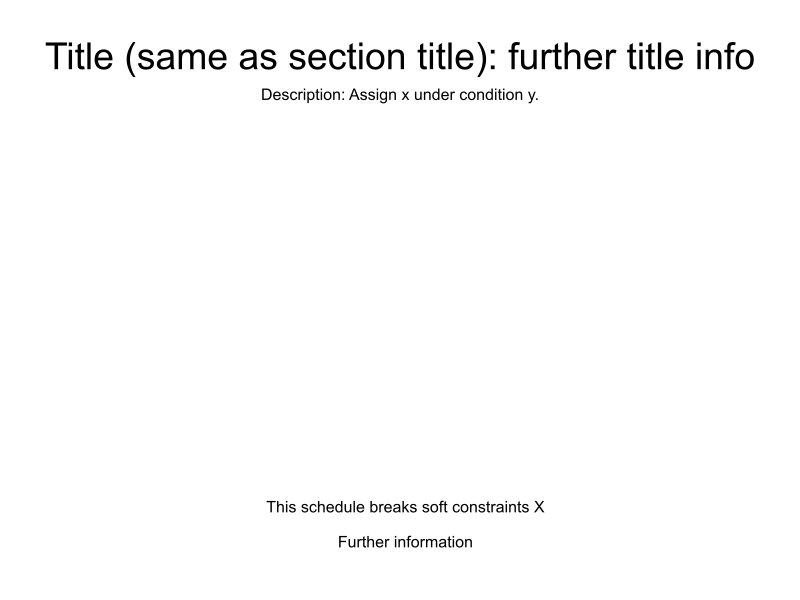 Title (same as section title): further title info
Description: Assign x under condition y.
This schedule breaks soft constraints X
Further information